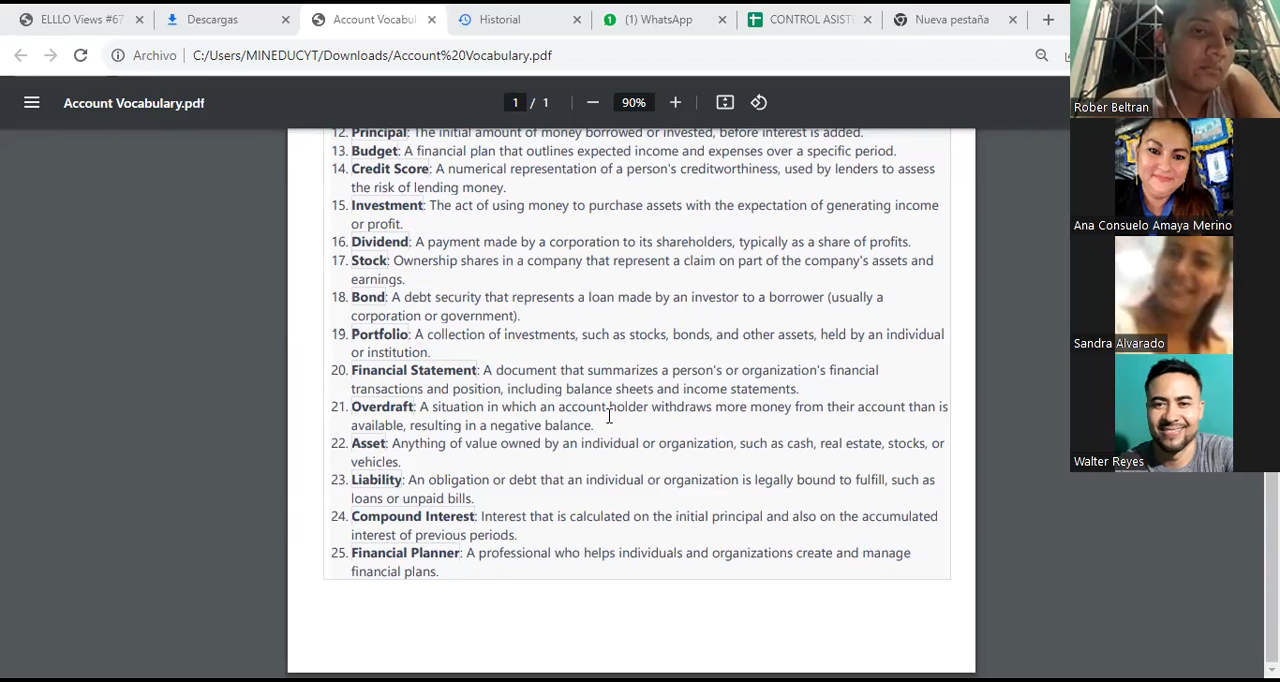 ELLLO Views #67
Descargas
Account Vocabul
Historial
(1) WhatsApp
CONTROL ASIST
Nueva pestaña
Archivo
C:/Users/MINEDUCYT/Downloads/Account%20Vocabulary.pdf
Account Vocabulary.pdf
1 / 1
90%
12. Principal: The initial amount of money borrowed or invested, before interest is added.
13. Budget: A financial plan that outlines expected income and expenses over a specific period.
14. Credit Score: A numerical representation of a person's creditworthiness, used by lenders to assess
the risk of lending money.
15. Investment: The act of using money to purchase assets with the expectation of generating income
or profit.
16. Dividend: A payment made by a corporation to its shareholders, typically as a share of profits.
17. Stock: Ownership shares in a company that represent a claim on part of the company's assets and
earnings.
18. Bond: A debt security that represents a loan made by an investor to a borrower (usually a
corporation or government).
19. Portfolio: A collection of investments, such as stocks, bonds, and other assets, held by an individual
or institution.
20. Financial Statement: A document that summarizes a person's or organization's financial
transactions and position, including balance sheets and income statements.
21. Overdraft: A situation in which an account holder withdraws more money from their account than is
available, resulting in a negative balance.
22. Asset: Anything of value owned by an individual or organization, such as cash, real estate, stocks, or
vehicles.
23. Liability: An obligation or debt that an individual or organization is legally bound to fulfill, such as
loans or unpaid bills.
24. Compound Interest: Interest that is calculated on the initial principal and also on the accumulated
interest of previous periods.
25. Financial Planner: A professional who helps individuals and organizations create and manage
financial plans.
Rober Beltran
Ana Consuelo Amaya Merino
Sandra Alvarado
Walter Reyes